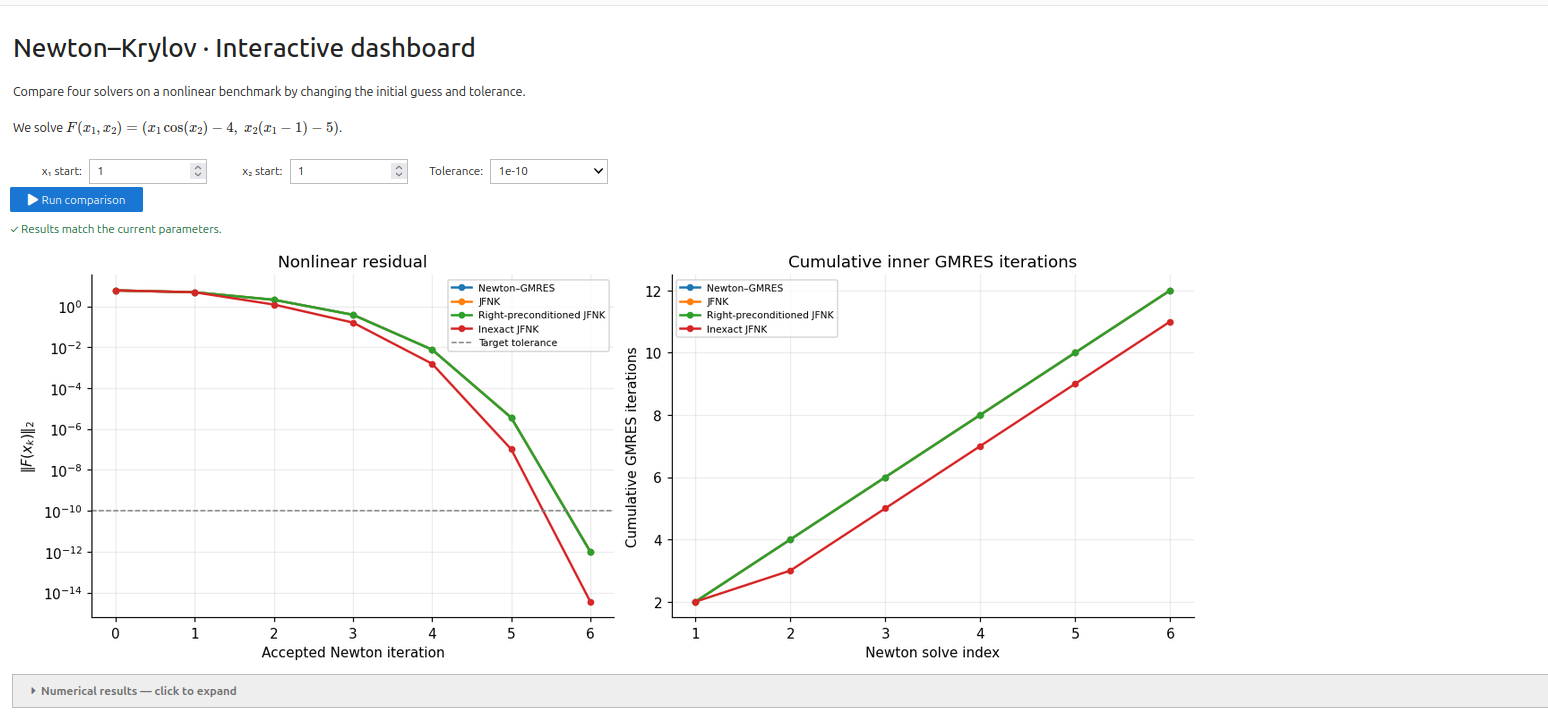 Newton–Krylov · Interactive dashboard
Compare four solvers on a nonlinear benchmark by changing the initial guess and tolerance.
We solve F(x₁, x₂) = (x₁ cos(x₂) − 4, x₂(x₁ − 1) − 5).
x₁ start: 1 x₂ start: 1 Tolerance: 1e-10
▶ Run comparison
✓ Results match the current parameters.
Nonlinear residual
Newton–GMRES
JFNK
Right-preconditioned JFNK
Inexact JFNK
Target tolerance
10⁰
10⁻²
10⁻⁴
10⁻⁶
10⁻⁸
10⁻¹⁰
10⁻¹²
10⁻¹⁴
‖F(xₖ)‖₂
0 1 2 3 4 5 6
Accepted Newton iteration
Cumulative inner GMRES iterations
Newton–GMRES
JFNK
Right-preconditioned JFNK
Inexact JFNK
12
10
8
6
4
2
Cumulative GMRES iterations
1 2 3 4 5 6
Newton solve index
Numerical results — click to expand